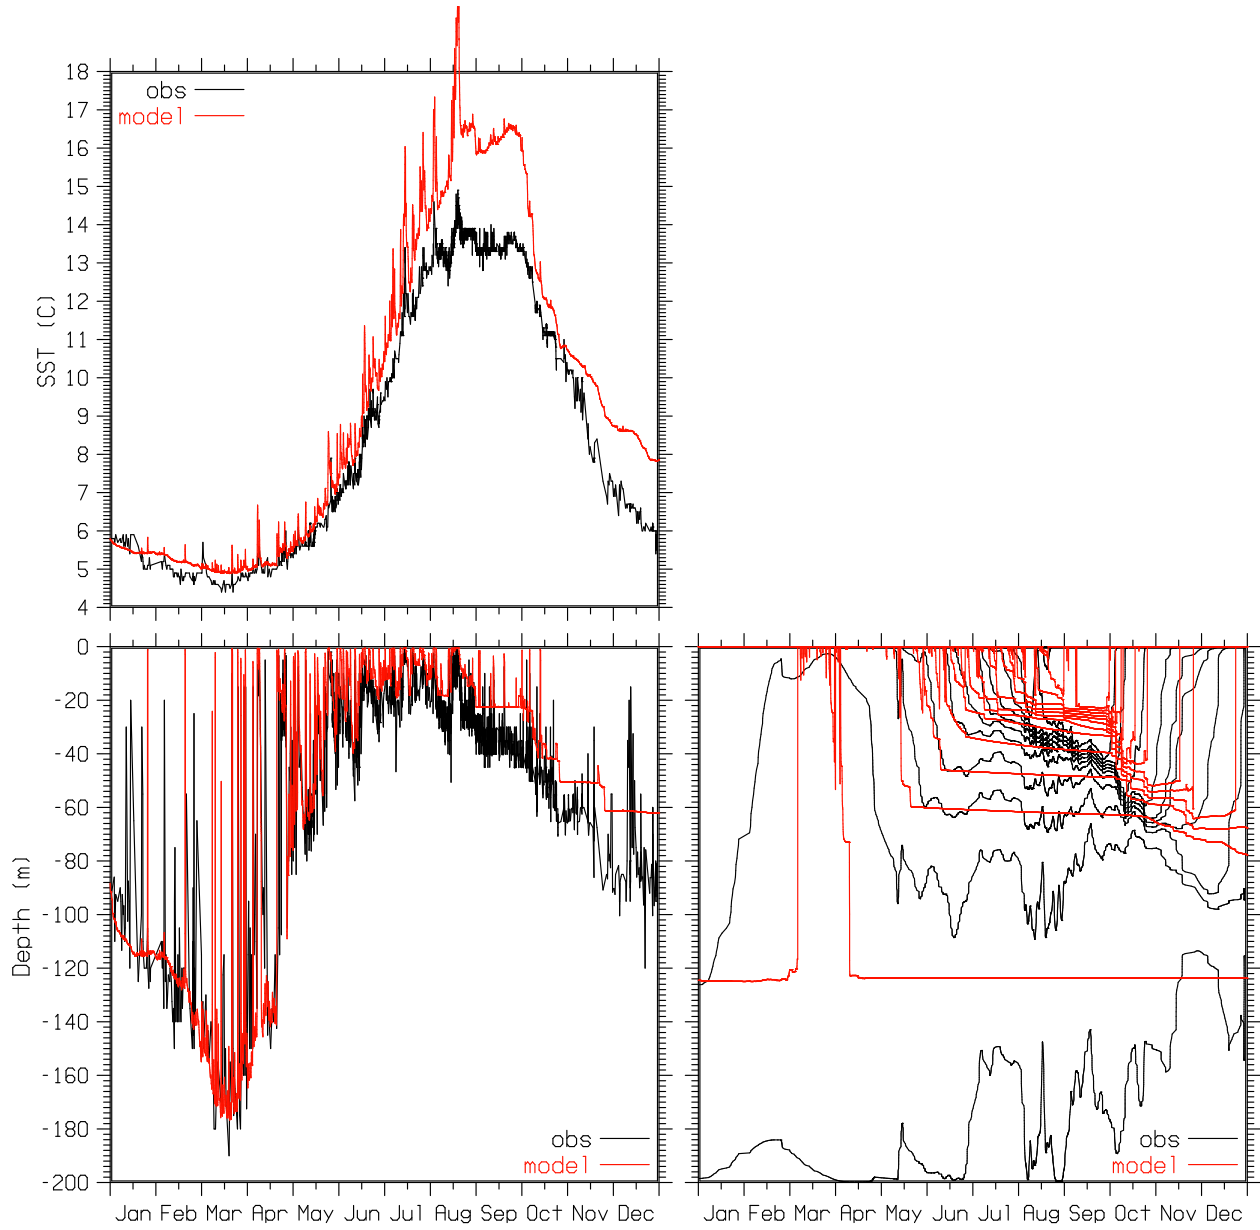 18
obs
model
17
16
15
14
13
12
11
SST (C)
10
9
8
7
6
5
4
0
-20
-40
-60
-80
-100
Depth (m)
-120
-140
-160
-180
obs
model
obs
model
-200
Jan Feb Mar Apr May Jun Jul Aug Sep Oct Nov Dec
Jan Feb Mar Apr May Jun Jul Aug Sep Oct Nov Dec